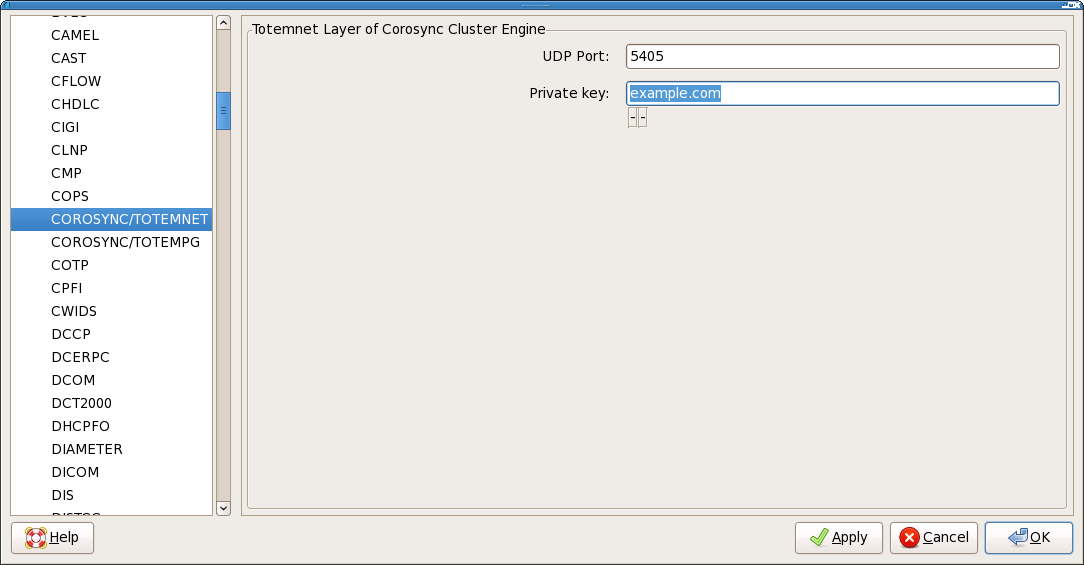 CAMEL
CAST
CFLOW
CHDLC
CIGI
CLNP
CMP
COPS
COROSYNC/TOTEMNET
COROSYNC/TOTEMPG
COTP
CPFI
CWIDS
DCCP
DCERPC
DCOM
DCT2000
DHCPFO
DIAMETER
DICOM
DIS
Totemnet Layer of Corosync Cluster Engine
UDP Port: 5405
Private key: example.com
- -
Help
Apply
Cancel
OK